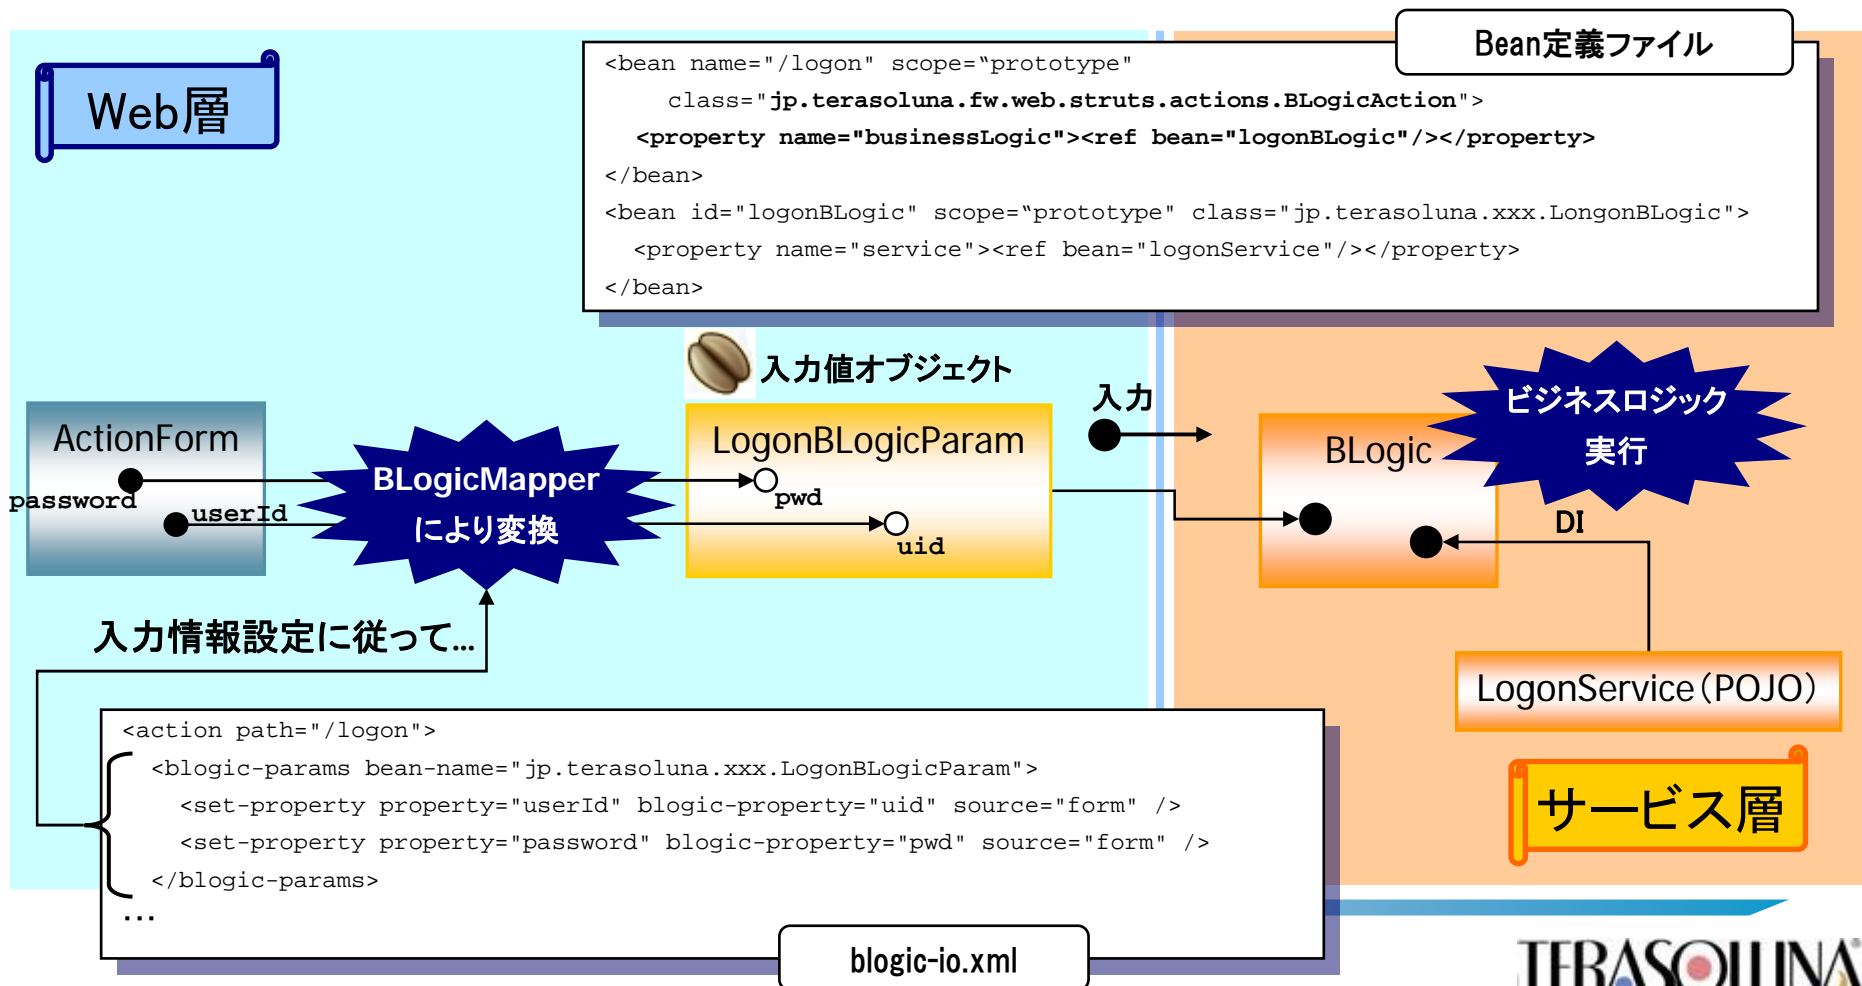 Bean定義ファイル
Web層
<bean name="/logon" scope=“prototype"
class="jp.terasoluna.fw.web.struts.actions.BLogicAction">
<property name="businessLogic"><ref bean="logonBLogic"/></property>
</bean>
<bean id="logonBLogic" scope=“prototype" class="jp.terasoluna.xxx.LongonBLogic">
<property name="service"><ref bean="logonService"/></property>
</bean>
入力値オブジェクト
入力
ビジネスロジック
実行
ActionForm
password
userId
BLogicMapper
により変換
LogonBLogicParam
pwd
uid
BLogic
DI
入力情報設定に従って…
LogonService（POJO）
<action path="/logon">
<blogic-params bean-name="jp.terasoluna.xxx.LogonBLogicParam">
<set-property property="userId" blogic-property="uid" source="form" />
<set-property property="password" blogic-property="pwd" source="form" />
</blogic-params>
...
サービス層
blogic-io.xml
TERASOLUNA